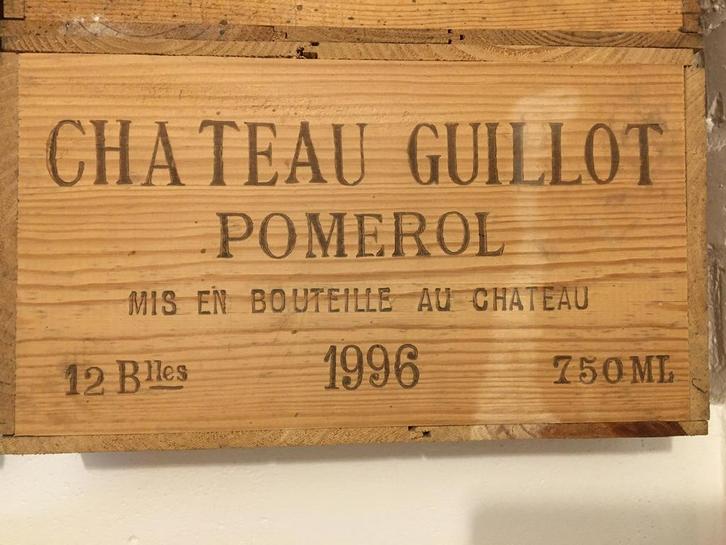 CHATEAU GUILLOT
POMEROL
MIS EN BOUTEILLE AU CHATEAU
12 Blles 1996 750ML